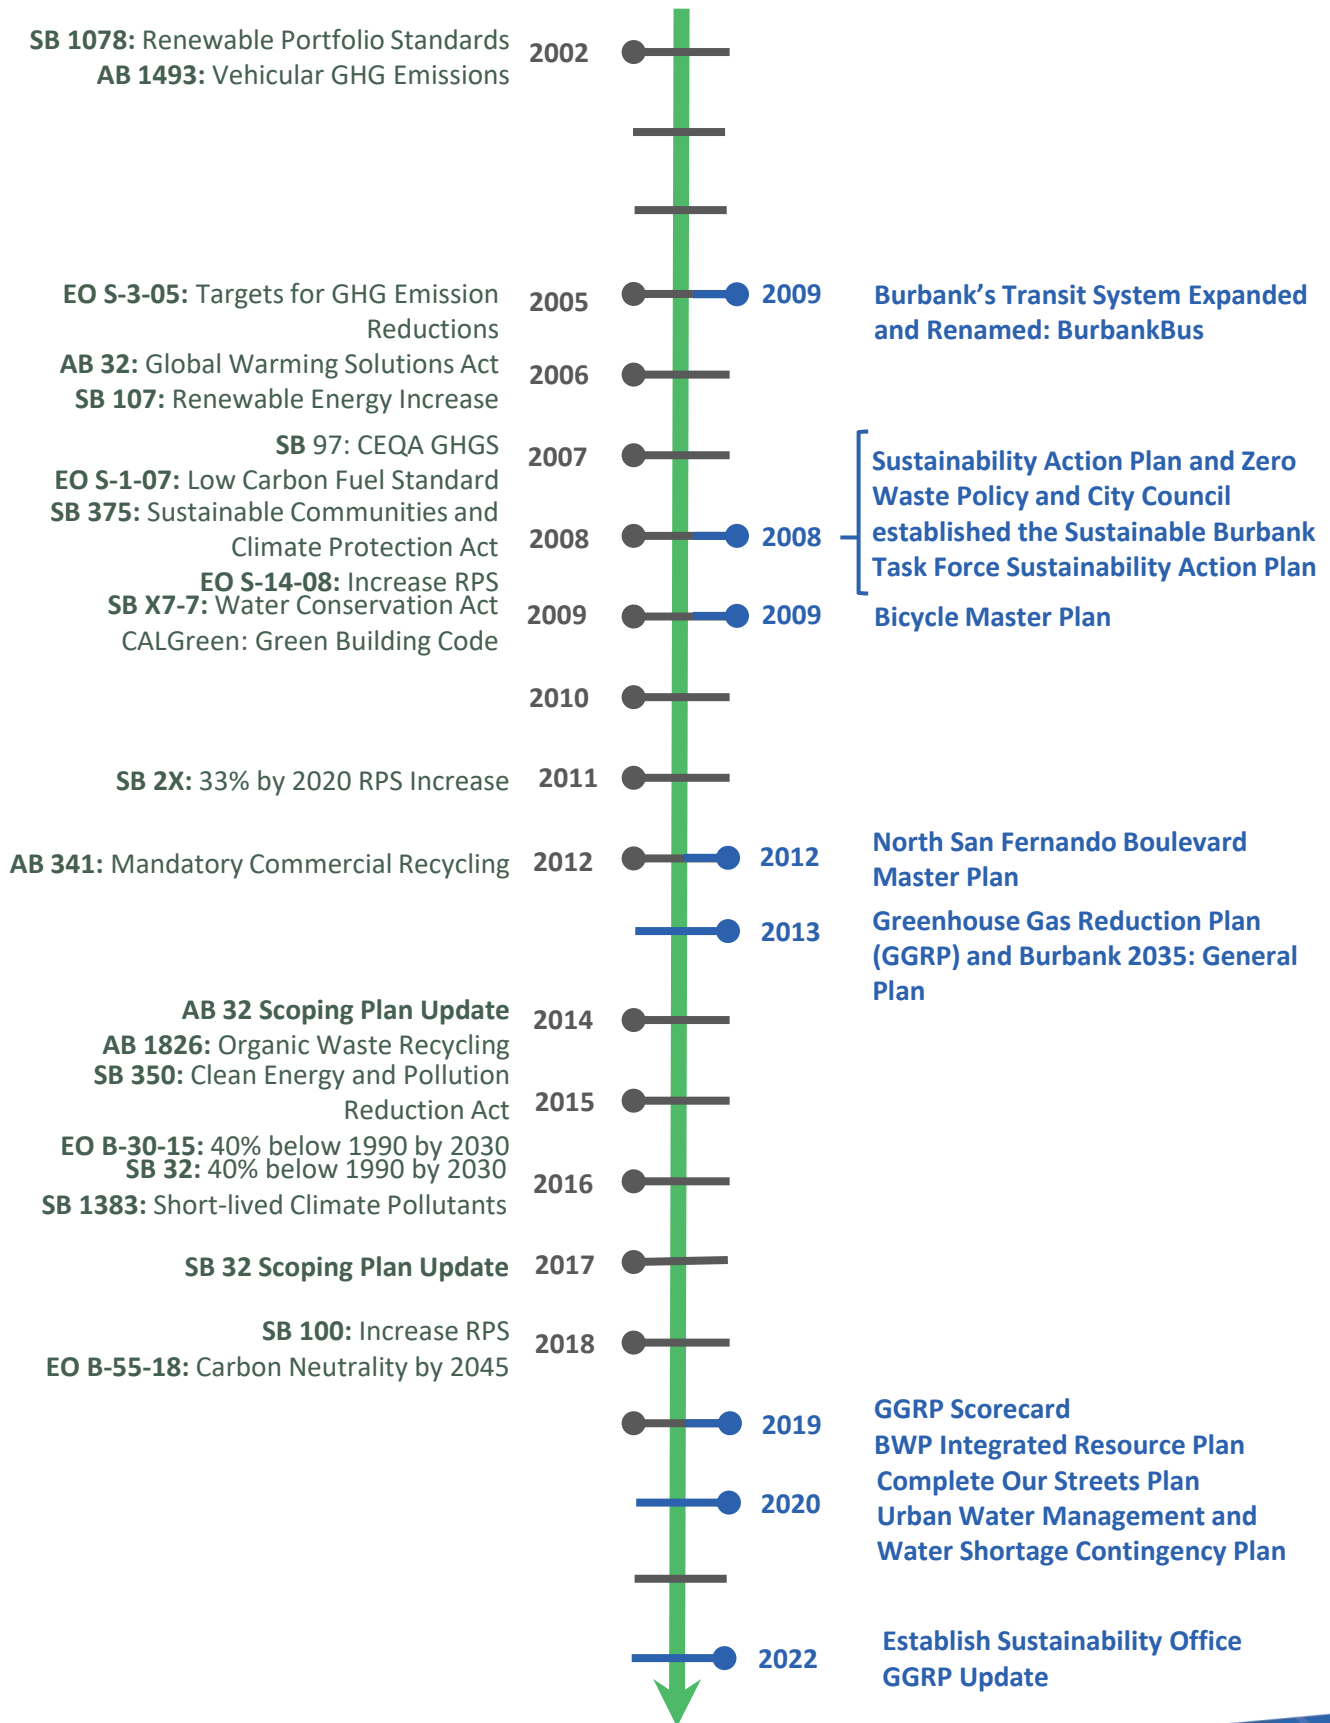 SB 1078: Renewable Portfolio Standards
AB 1493: Vehicular GHG Emissions
2002
EO S-3-05: Targets for GHG Emission
Reductions
2005
2009
Burbank’s Transit System Expanded
and Renamed: BurbankBus
AB 32: Global Warming Solutions Act
SB 107: Renewable Energy Increase
2006
SB 97: CEQA GHGS
EO S-1-07: Low Carbon Fuel Standard
2007
SB 375: Sustainable Communities and
Climate Protection Act
EO S-14-08: Increase RPS
2008
2008
Sustainability Action Plan and Zero
Waste Policy and City Council
established the Sustainable Burbank
Task Force Sustainability Action Plan
SB X7-7: Water Conservation Act
CALGreen: Green Building Code
2009
2009
Bicycle Master Plan
2010
SB 2X: 33% by 2020 RPS Increase
2011
AB 341: Mandatory Commercial Recycling
2012
2012
North San Fernando Boulevard
Master Plan
2013
Greenhouse Gas Reduction Plan
(GGRP) and Burbank 2035: General
Plan
AB 32 Scoping Plan Update
AB 1826: Organic Waste Recycling
2014
SB 350: Clean Energy and Pollution
Reduction Act
EO B-30-15: 40% below 1990 by 2030
2015
SB 32: 40% below 1990 by 2030
SB 1383: Short-lived Climate Pollutants
2016
SB 32 Scoping Plan Update
2017
SB 100: Increase RPS
EO B-55-18: Carbon Neutrality by 2045
2018
2019
GGRP Scorecard
BWP Integrated Resource Plan
Complete Our Streets Plan
2020
Urban Water Management and
Water Shortage Contingency Plan
2022
Establish Sustainability Office
GGRP Update